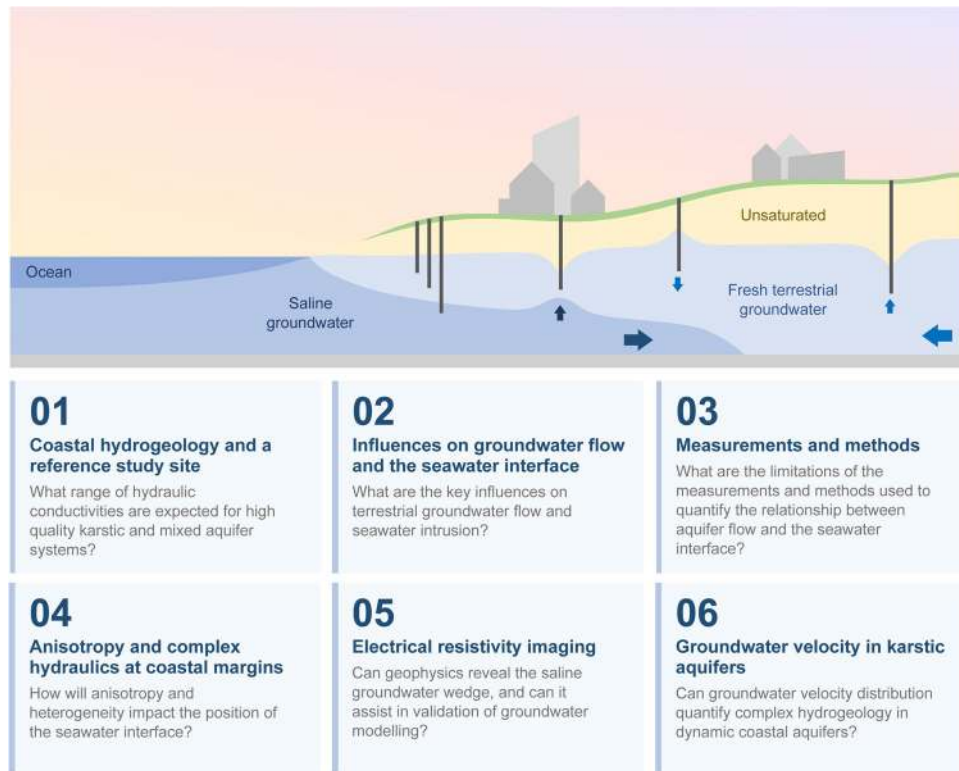 Unsaturated
Ocean
Saline
groundwater
Fresh terrestrial
groundwater
01
Coastal hydrogeology and a
reference study site
What range of hydraulic
conductivities are expected for high
quality karstic and mixed aquifer
systems?
02
Influences on groundwater flow
and the seawater interface
What are the key influences on
terrestrial groundwater flow and
seawater intrusion?
03
Measurements and methods
What are the limitations of the
measurements and methods used to
quantify the relationship between
aquifer flow and the seawater
interface?
04
Anisotropy and complex
hydraulics at coastal margins
How will anisotropy and
heterogeneity impact the position of
the seawater interface?
05
Electrical resistivity imaging
Can geophysics reveal the saline
groundwater wedge, and can it
assist in validation of groundwater
modelling?
06
Groundwater velocity in karstic
aquifers
Can groundwater velocity distribution
quantify complex hydrogeology in
dynamic coastal aquifers?